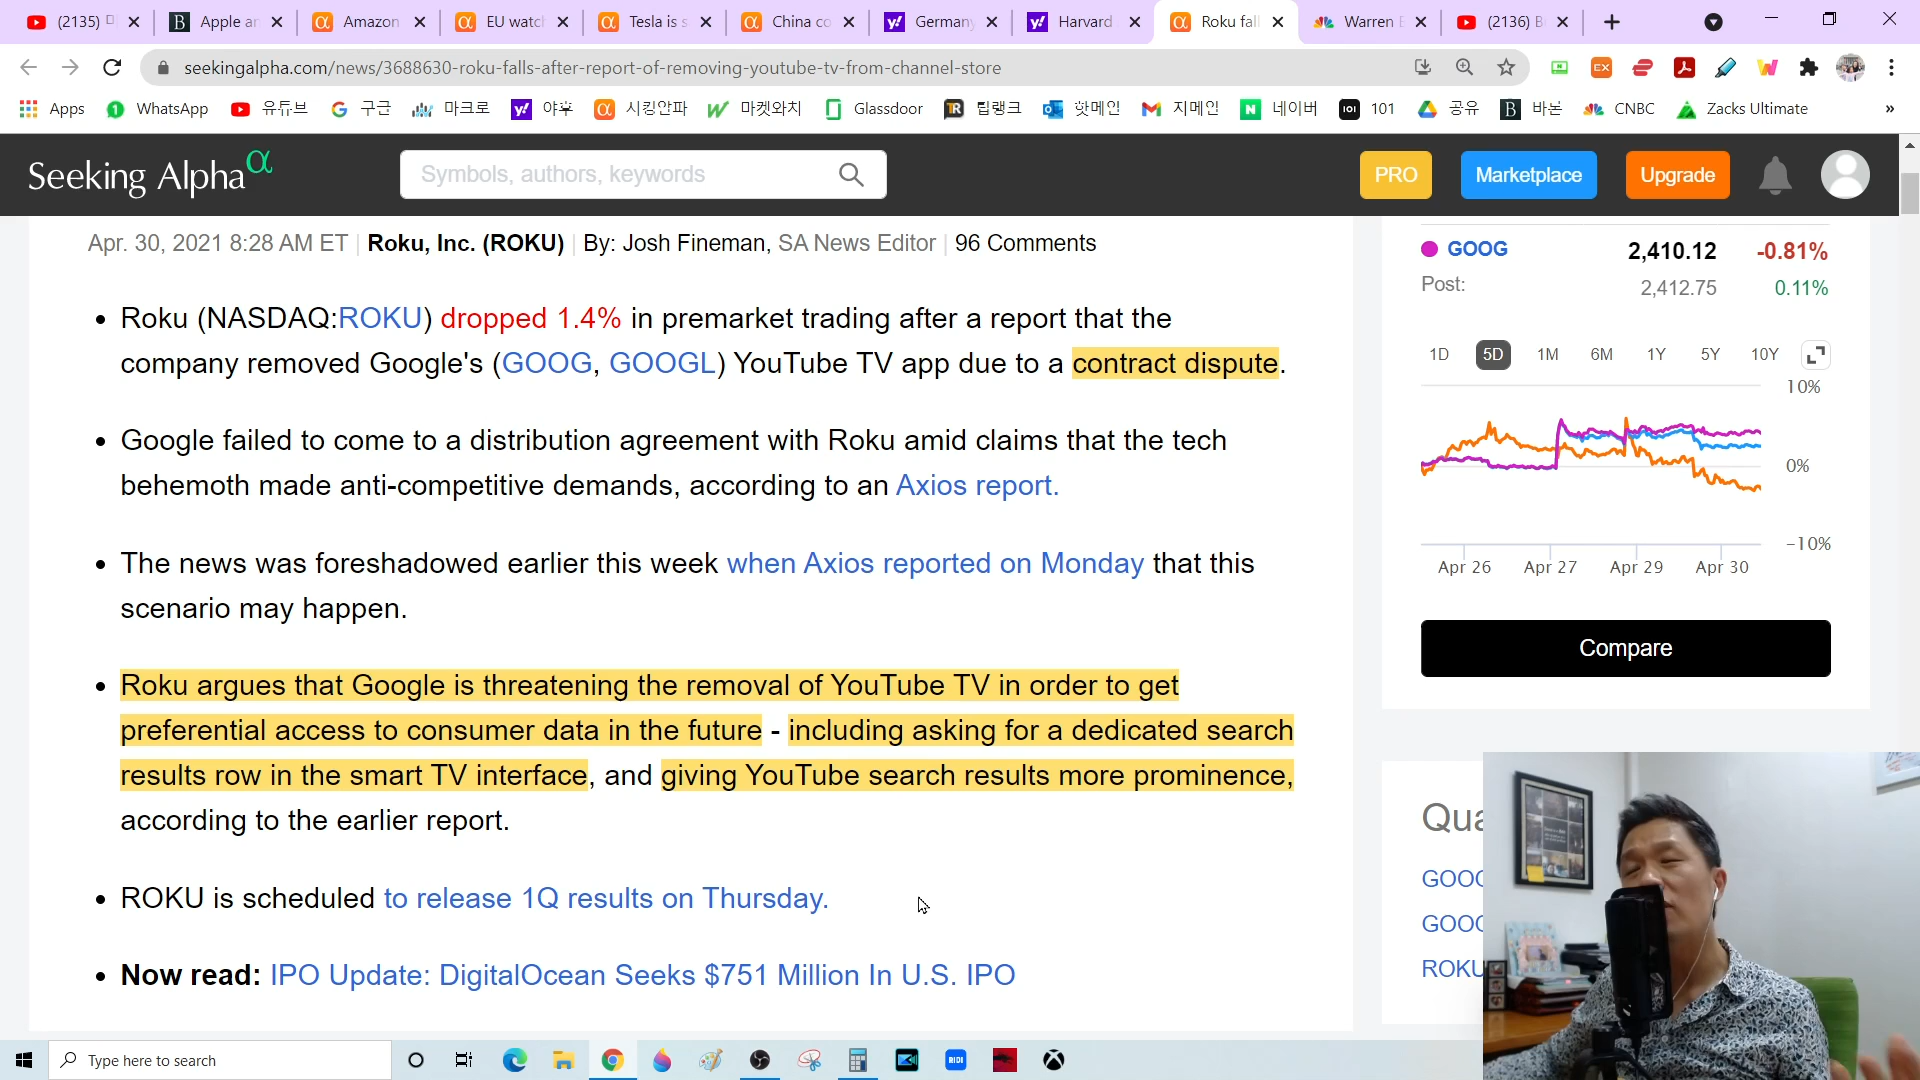 (2135)
Apple an
Amazon
EU watc
Tesla is s
China co
Germany
Harvard
Roku fall
Warren
(2136)
seekingalpha.com/news/3688630-roku-falls-after-report-of-removing-youtube-tv-from-channel-store
Apps WhatsApp 유튜브 구글 마크로 야후 시킹알파 마켓와치 Glassdoor 팁랭크 핫메인 지메인 네이버 101 공유 바론 CNBC Zacks Ultimate »
Seeking Alpha α
Symbols, authors, keywords
PRO
Marketplace
Upgrade
Apr. 30, 2021 8:28 AM ET | Roku, Inc. (ROKU) | By: Josh Fineman, SA News Editor | 96 Comments
• Roku (NASDAQ:ROKU) dropped 1.4% in premarket trading after a report that the
company removed Google's (GOOG, GOOGL) YouTube TV app due to a contract dispute.
• Google failed to come to a distribution agreement with Roku amid claims that the tech
behemoth made anti-competitive demands, according to an Axios report.
• The news was foreshadowed earlier this week when Axios reported on Monday that this
scenario may happen.
• Roku argues that Google is threatening the removal of YouTube TV in order to get
preferential access to consumer data in the future - including asking for a dedicated search
results row in the smart TV interface, and giving YouTube search results more prominence,
according to the earlier report.
• ROKU is scheduled to release 1Q results on Thursday.
• Now read: IPO Update: DigitalOcean Seeks $751 Million In U.S. IPO
GOOG 2,410.12 -0.81%
Post: 2,412.75 0.11%
1D 5D 1M 6M 1Y 5Y 10Y
10%
0%
-10%
Apr 26 Apr 27 Apr 29 Apr 30
Compare
Qua
GOOG
GOOG
ROKU
Type here to search
RIDI